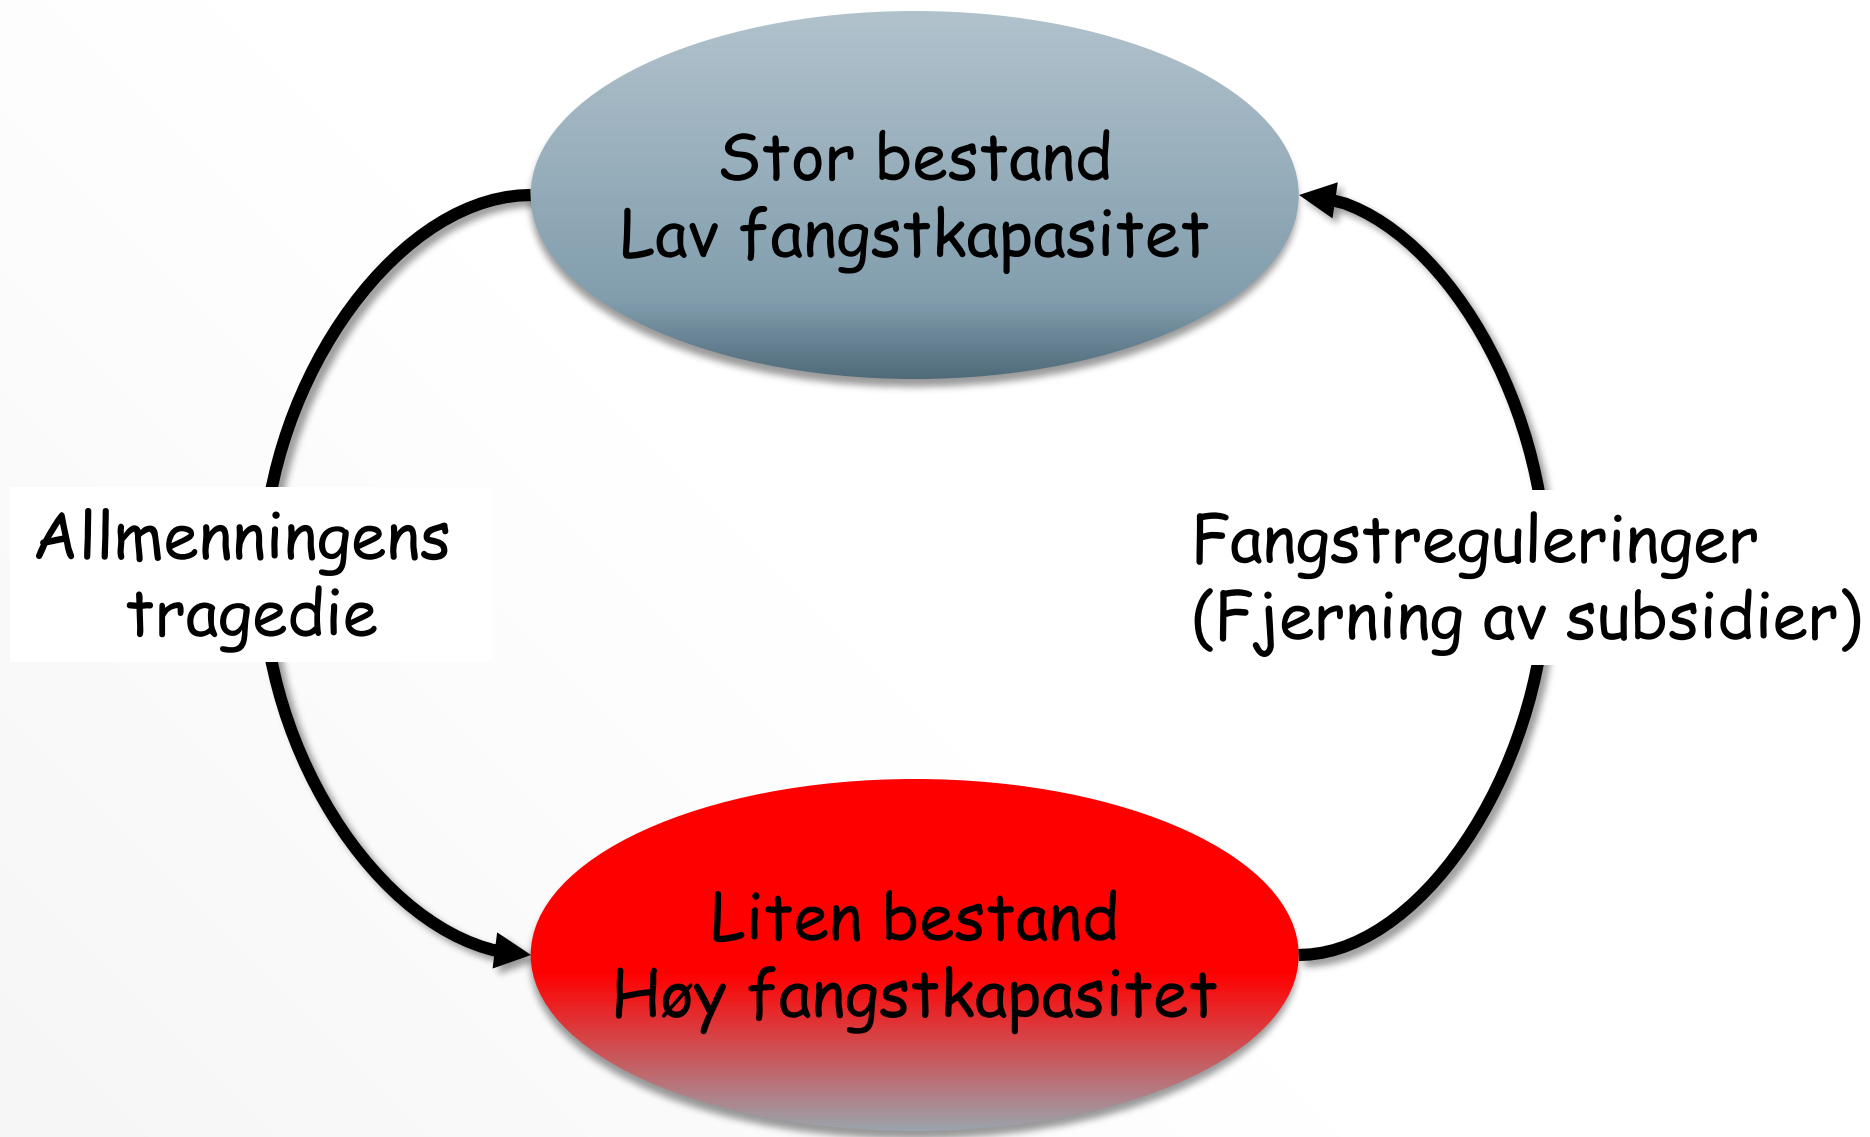 Stor bestand
Lav fangstkapasitet
Allmenningens
tragedie
Fangstreguleringer
(Fjerning av subsidier)
Liten bestand
Høy fangstkapasitet